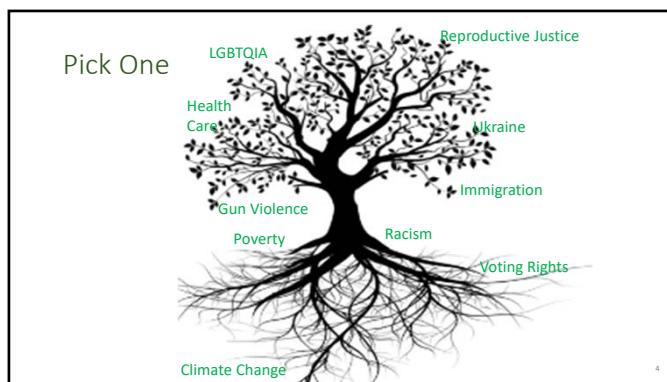 Pick One
LGBTQIA
Reproductive Justice
Health
Care
Ukraine
Immigration
Gun Violence
Poverty
Racism
Voting Rights
Climate Change
4